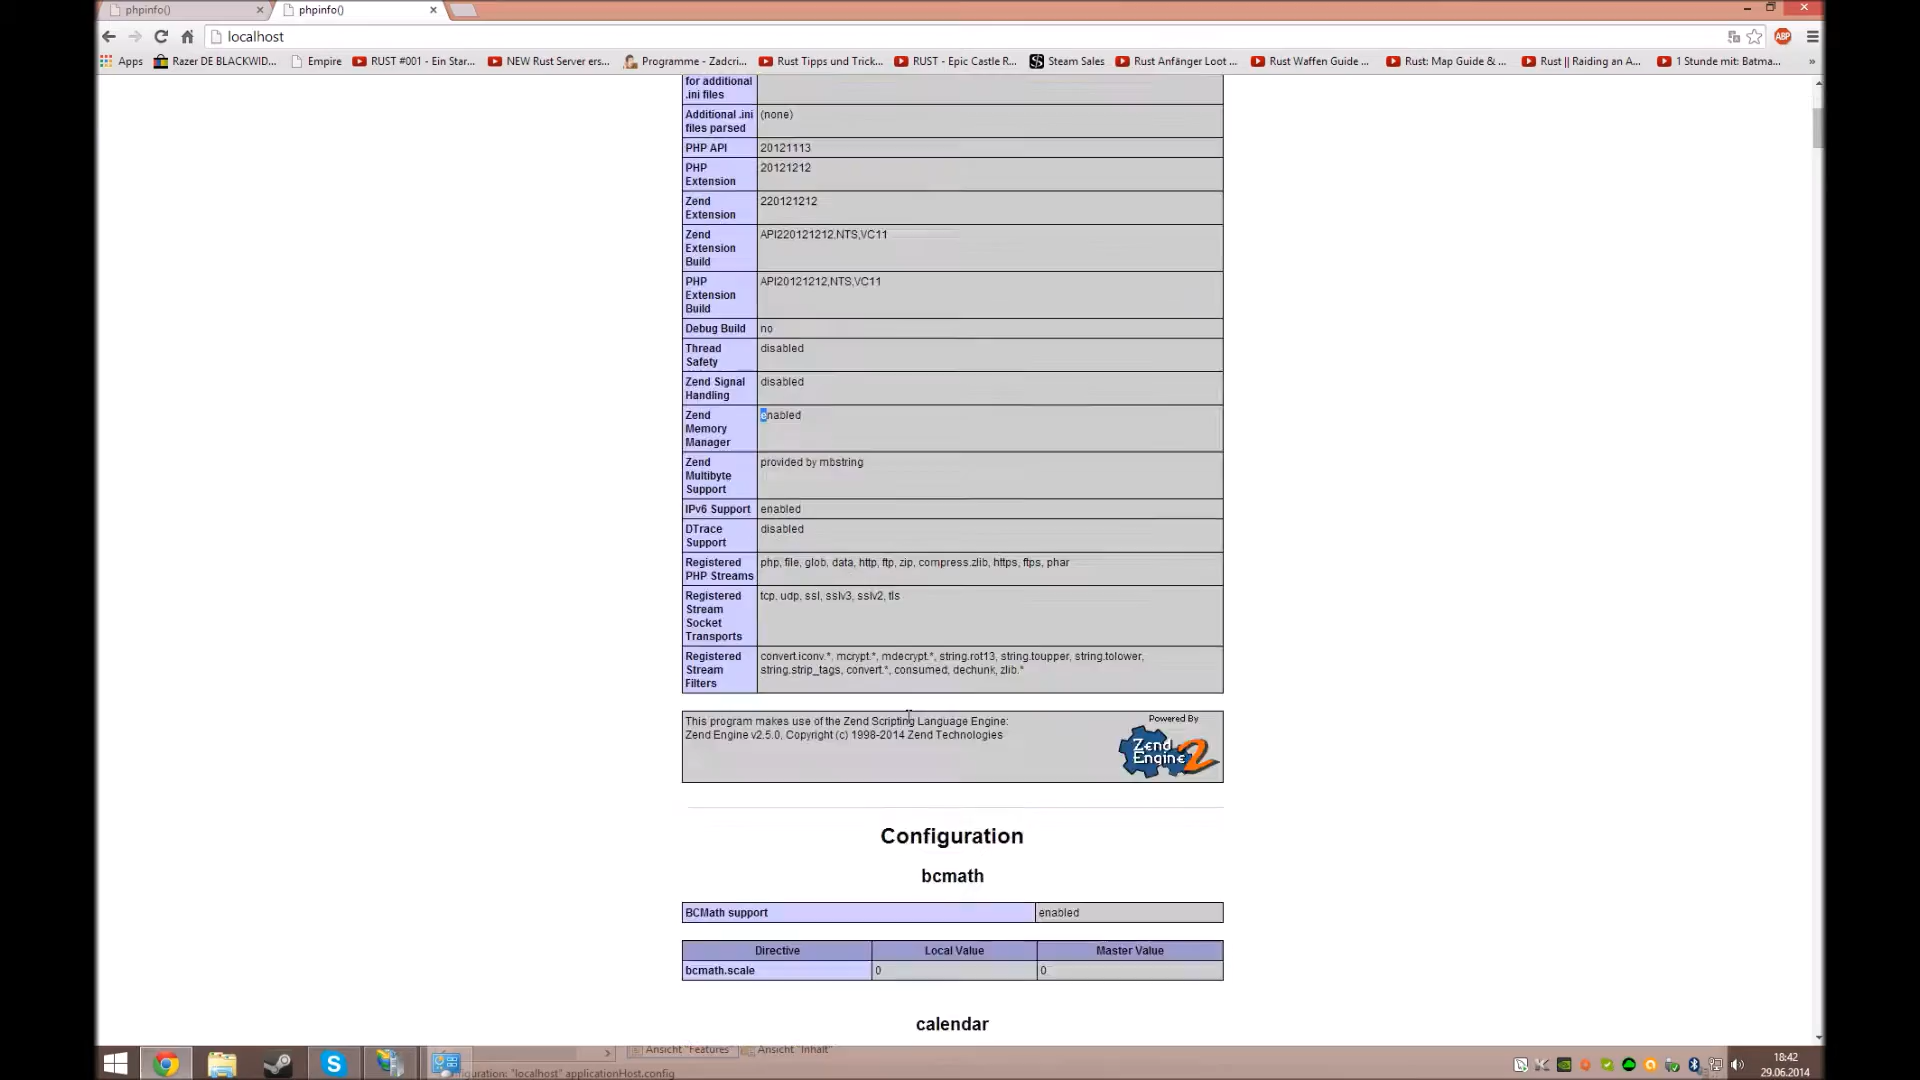 phpinfo()
phpinfo()
localhost
Apps
Razer DE BLACKWID...
Empire
RUST #001 - Ein Star...
NEW Rust Server ers...
Programme - Zadcri...
Rust Tipps und Trick...
RUST - Epic Castle R...
Steam Sales
Rust Anfänger Loot ...
Rust Waffen Guide ...
Rust: Map Guide & ...
Rust || Raiding an A...
1 Stunde mit: Batma...
»
ABP
for additional
.ini files
Additional .ini
files parsed
(none)
PHP API
20121113
PHP
Extension
20121212
Zend
Extension
220121212
Zend
Extension
Build
API220121212,NTS,VC11
PHP
Extension
Build
API20121212,NTS,VC11
Debug Build
no
Thread
Safety
disabled
Zend Signal
Handling
disabled
Zend
Memory
Manager
enabled
Zend
Multibyte
Support
provided by mbstring
IPv6 Support
enabled
DTrace
Support
disabled
Registered
PHP Streams
php, file, glob, data, http, ftp, zip, compress.zlib, https, ftps, phar
Registered
Stream
Socket
Transports
tcp, udp, ssl, sslv3, sslv2, tls
Registered
Stream
Filters
convert.iconv.*, mcrypt.*, mdecrypt.*, string.rot13, string.toupper, string.tolower,
string.strip_tags, convert.*, consumed, dechunk, zlib.*
This program makes use of the Zend Scripting Language Engine:
Zend Engine v2.5.0, Copyright (c) 1998-2014 Zend Technologies
Powered By
Zend
Engine 2
Configuration
bcmath
BCMath support
enabled
Directive
Local Value
Master Value
bcmath.scale
0
0
calendar
Ansicht "Features"
Ansicht "Inhalt"
"localhost" applicationHost.config
18:42
29.06.2014